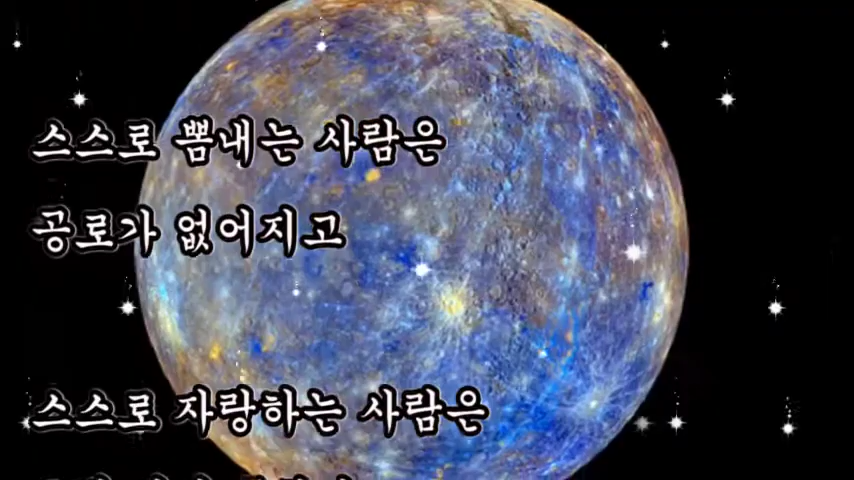 스스로 뽐내는 사람은
공로가 없어지고
스스로 자랑하는 사람은